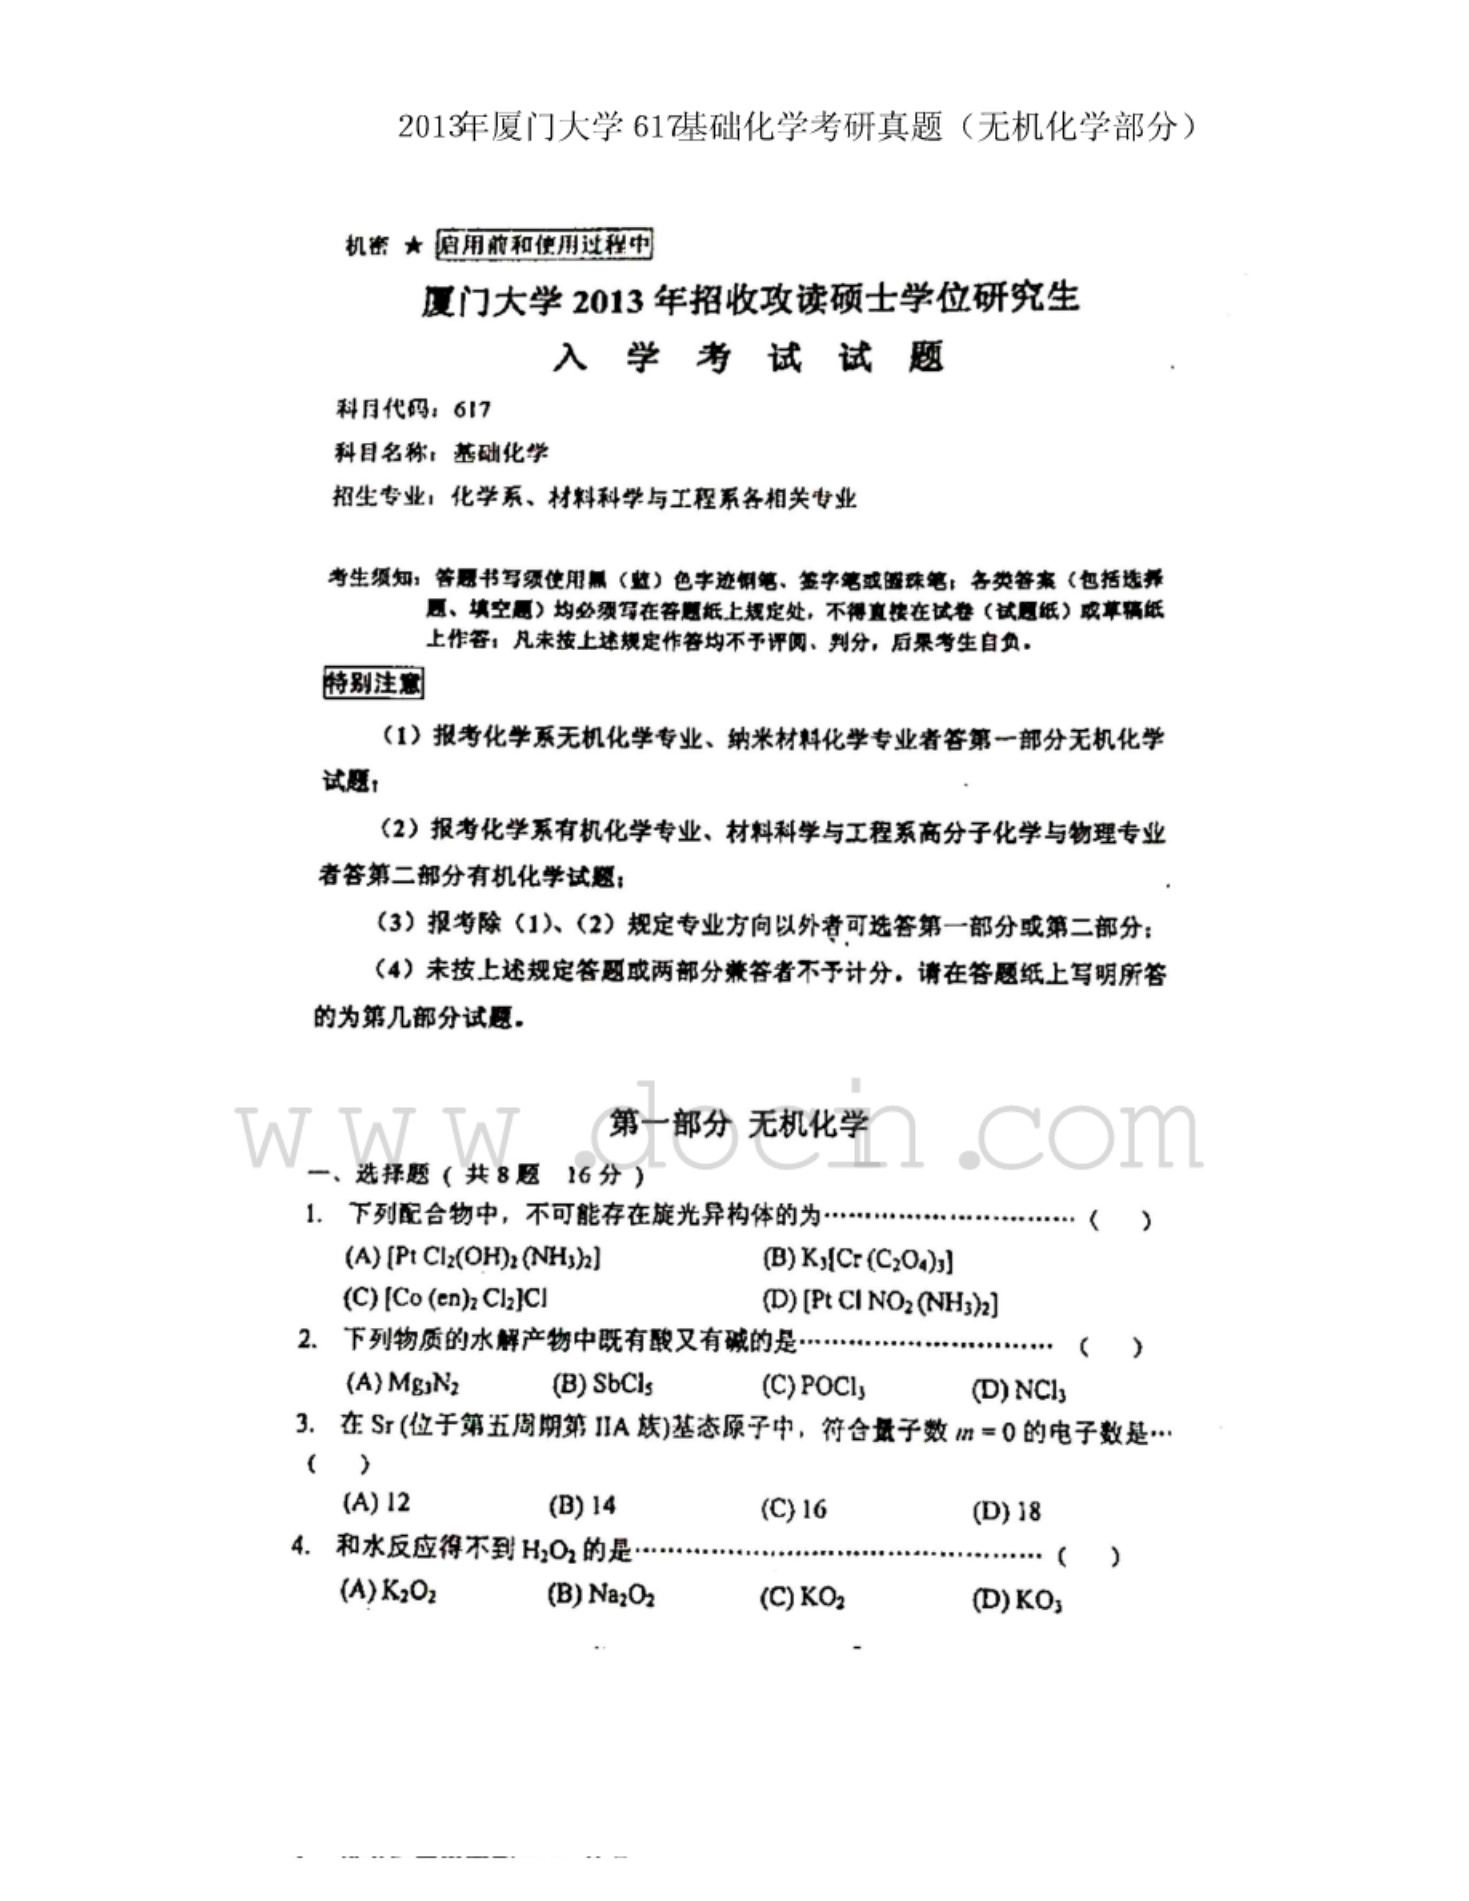 2013年厦门大学617基础化学考研真题（无机化学部分）
机密 ★ 启用前和使用过程中
厦门大学 2013 年招收攻读硕士学位研究生
入 学 考 试 试 题
科目代码：617
科目名称：基础化学
招生专业：化学系、材料科学与工程系各相关专业
考生须知：答题书写须使用黑（蓝）色字迹钢笔、签字笔或圆珠笔；各类答案（包括选择
题、填空题）均必须写在答题纸上规定处，不得直接在试卷（试题纸）或草稿纸
上作答；凡未按上述规定作答均不予评阅、判分，后果考生自负。
特别注意
（1）报考化学系无机化学专业、纳米材料化学专业者答第一部分无机化学
试题；
（2）报考化学系有机化学专业、材料科学与工程系高分子化学与物理专业
者答第二部分有机化学试题；
（3）报考除（1）、（2）规定专业方向以外者可选答第一部分或第二部分；
（4）未按上述规定答题或两部分兼答者不予计分。请在答题纸上写明所答
的为第几部分试题。
www.docin.com
第一部分 无机化学
一、选择题 ( 共 8 题 16 分 )
1. 下列配合物中，不可能存在旋光异构体的为…………………………( )
(A) [Pt Cl₂(OH)₂ (NH₃)₂] (B) K₃[Cr (C₂O₄)₃]
(C) [Co (en)₂ Cl₂]Cl (D) [Pt Cl NO₂ (NH₃)₂]
2. 下列物质的水解产物中既有酸又有碱的是………………………… ( )
(A) Mg₃N₂ (B) SbCl₅ (C) POCl₃ (D) NCl₃
3. 在 Sr (位于第五周期第 IIA 族)基态原子中，符合量子数 m = 0 的电子数是…
( )
(A) 12 (B) 14 (C) 16 (D) 18
4. 和水反应得不到 H₂O₂ 的是…………………………………………( )
(A) K₂O₂ (B) Na₂O₂ (C) KO₂ (D) KO₃